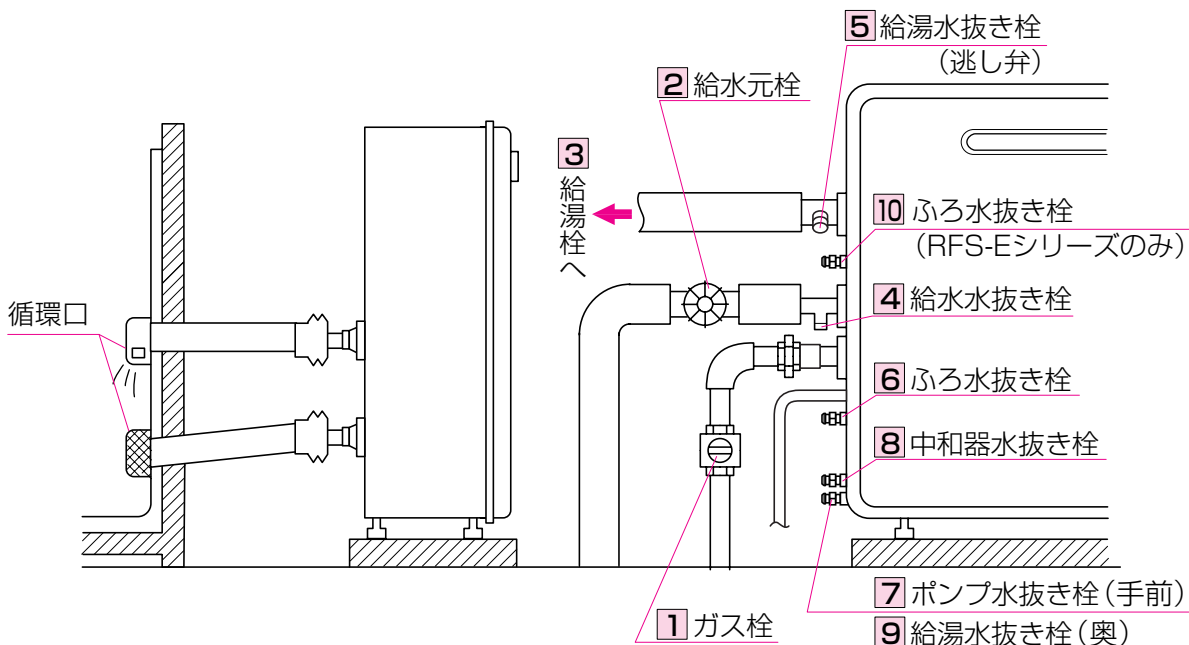 5 給湯水抜き栓
（逃し弁）
2 給水元栓
3 給湯栓へ
10 ふろ水抜き栓
（RFS-Eシリーズのみ）
4 給水水抜き栓
循環口
6 ふろ水抜き栓
8 中和器水抜き栓
7 ポンプ水抜き栓（手前）
1 ガス栓
9 給湯水抜き栓（奥）